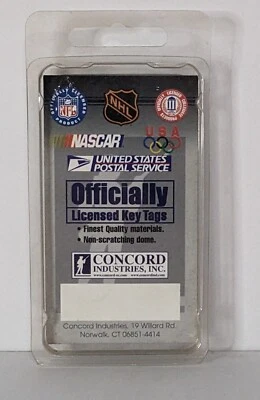 NFL
NHL
NASCAR
USA
UNITED STATES
POSTAL SERVICE
Officially
Licensed Key Tags
• Finest Quality materials.
• Non-scratching dome.
CONCORD
INDUSTRIES, INC.
Concord Industries, 19 Willard Rd.
Norwalk, CT 06851-4414